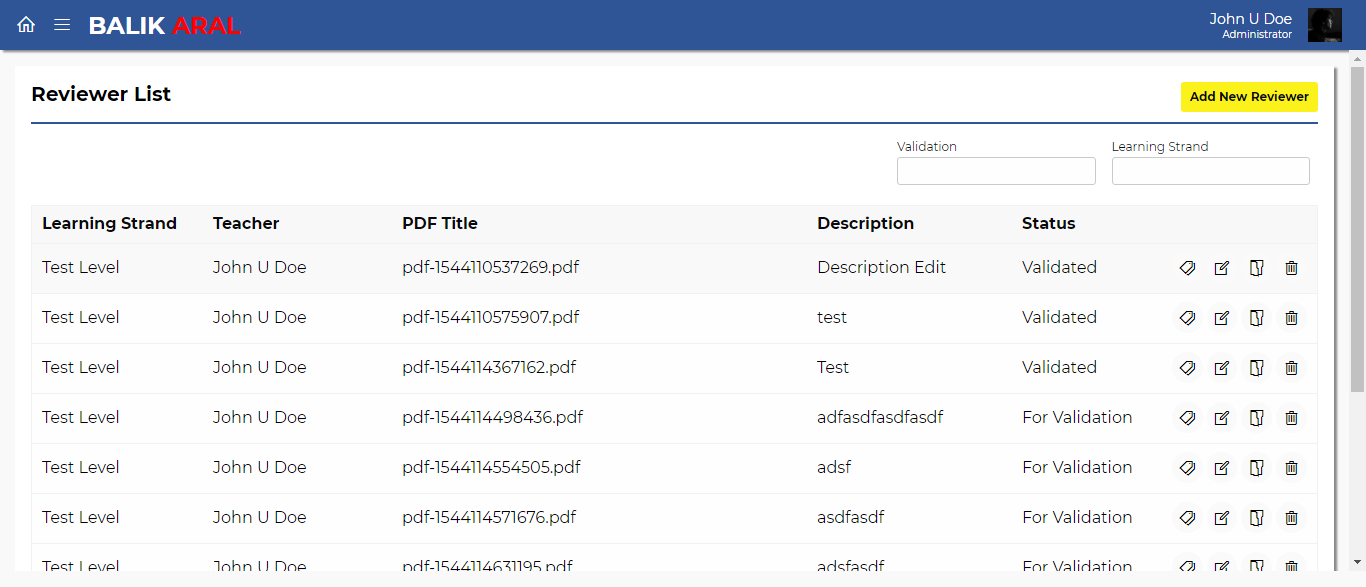 BALIK ARAL
John U Doe
Administrator
Reviewer List
Add New Reviewer
Validation Learning Strand
Learning Strand Teacher PDF Title Description Status
Test Level John U Doe pdf-1544110537269.pdf Description Edit Validated
Test Level John U Doe pdf-1544110575907.pdf test Validated
Test Level John U Doe pdf-1544114367162.pdf Test Validated
Test Level John U Doe pdf-1544114498436.pdf adfasdfasdfasdf For Validation
Test Level John U Doe pdf-1544114554505.pdf adsf For Validation
Test Level John U Doe pdf-1544114571676.pdf asdfasdf For Validation
Test Level John U Doe pdf-1544114631195.pdf adsfasdf For Validation